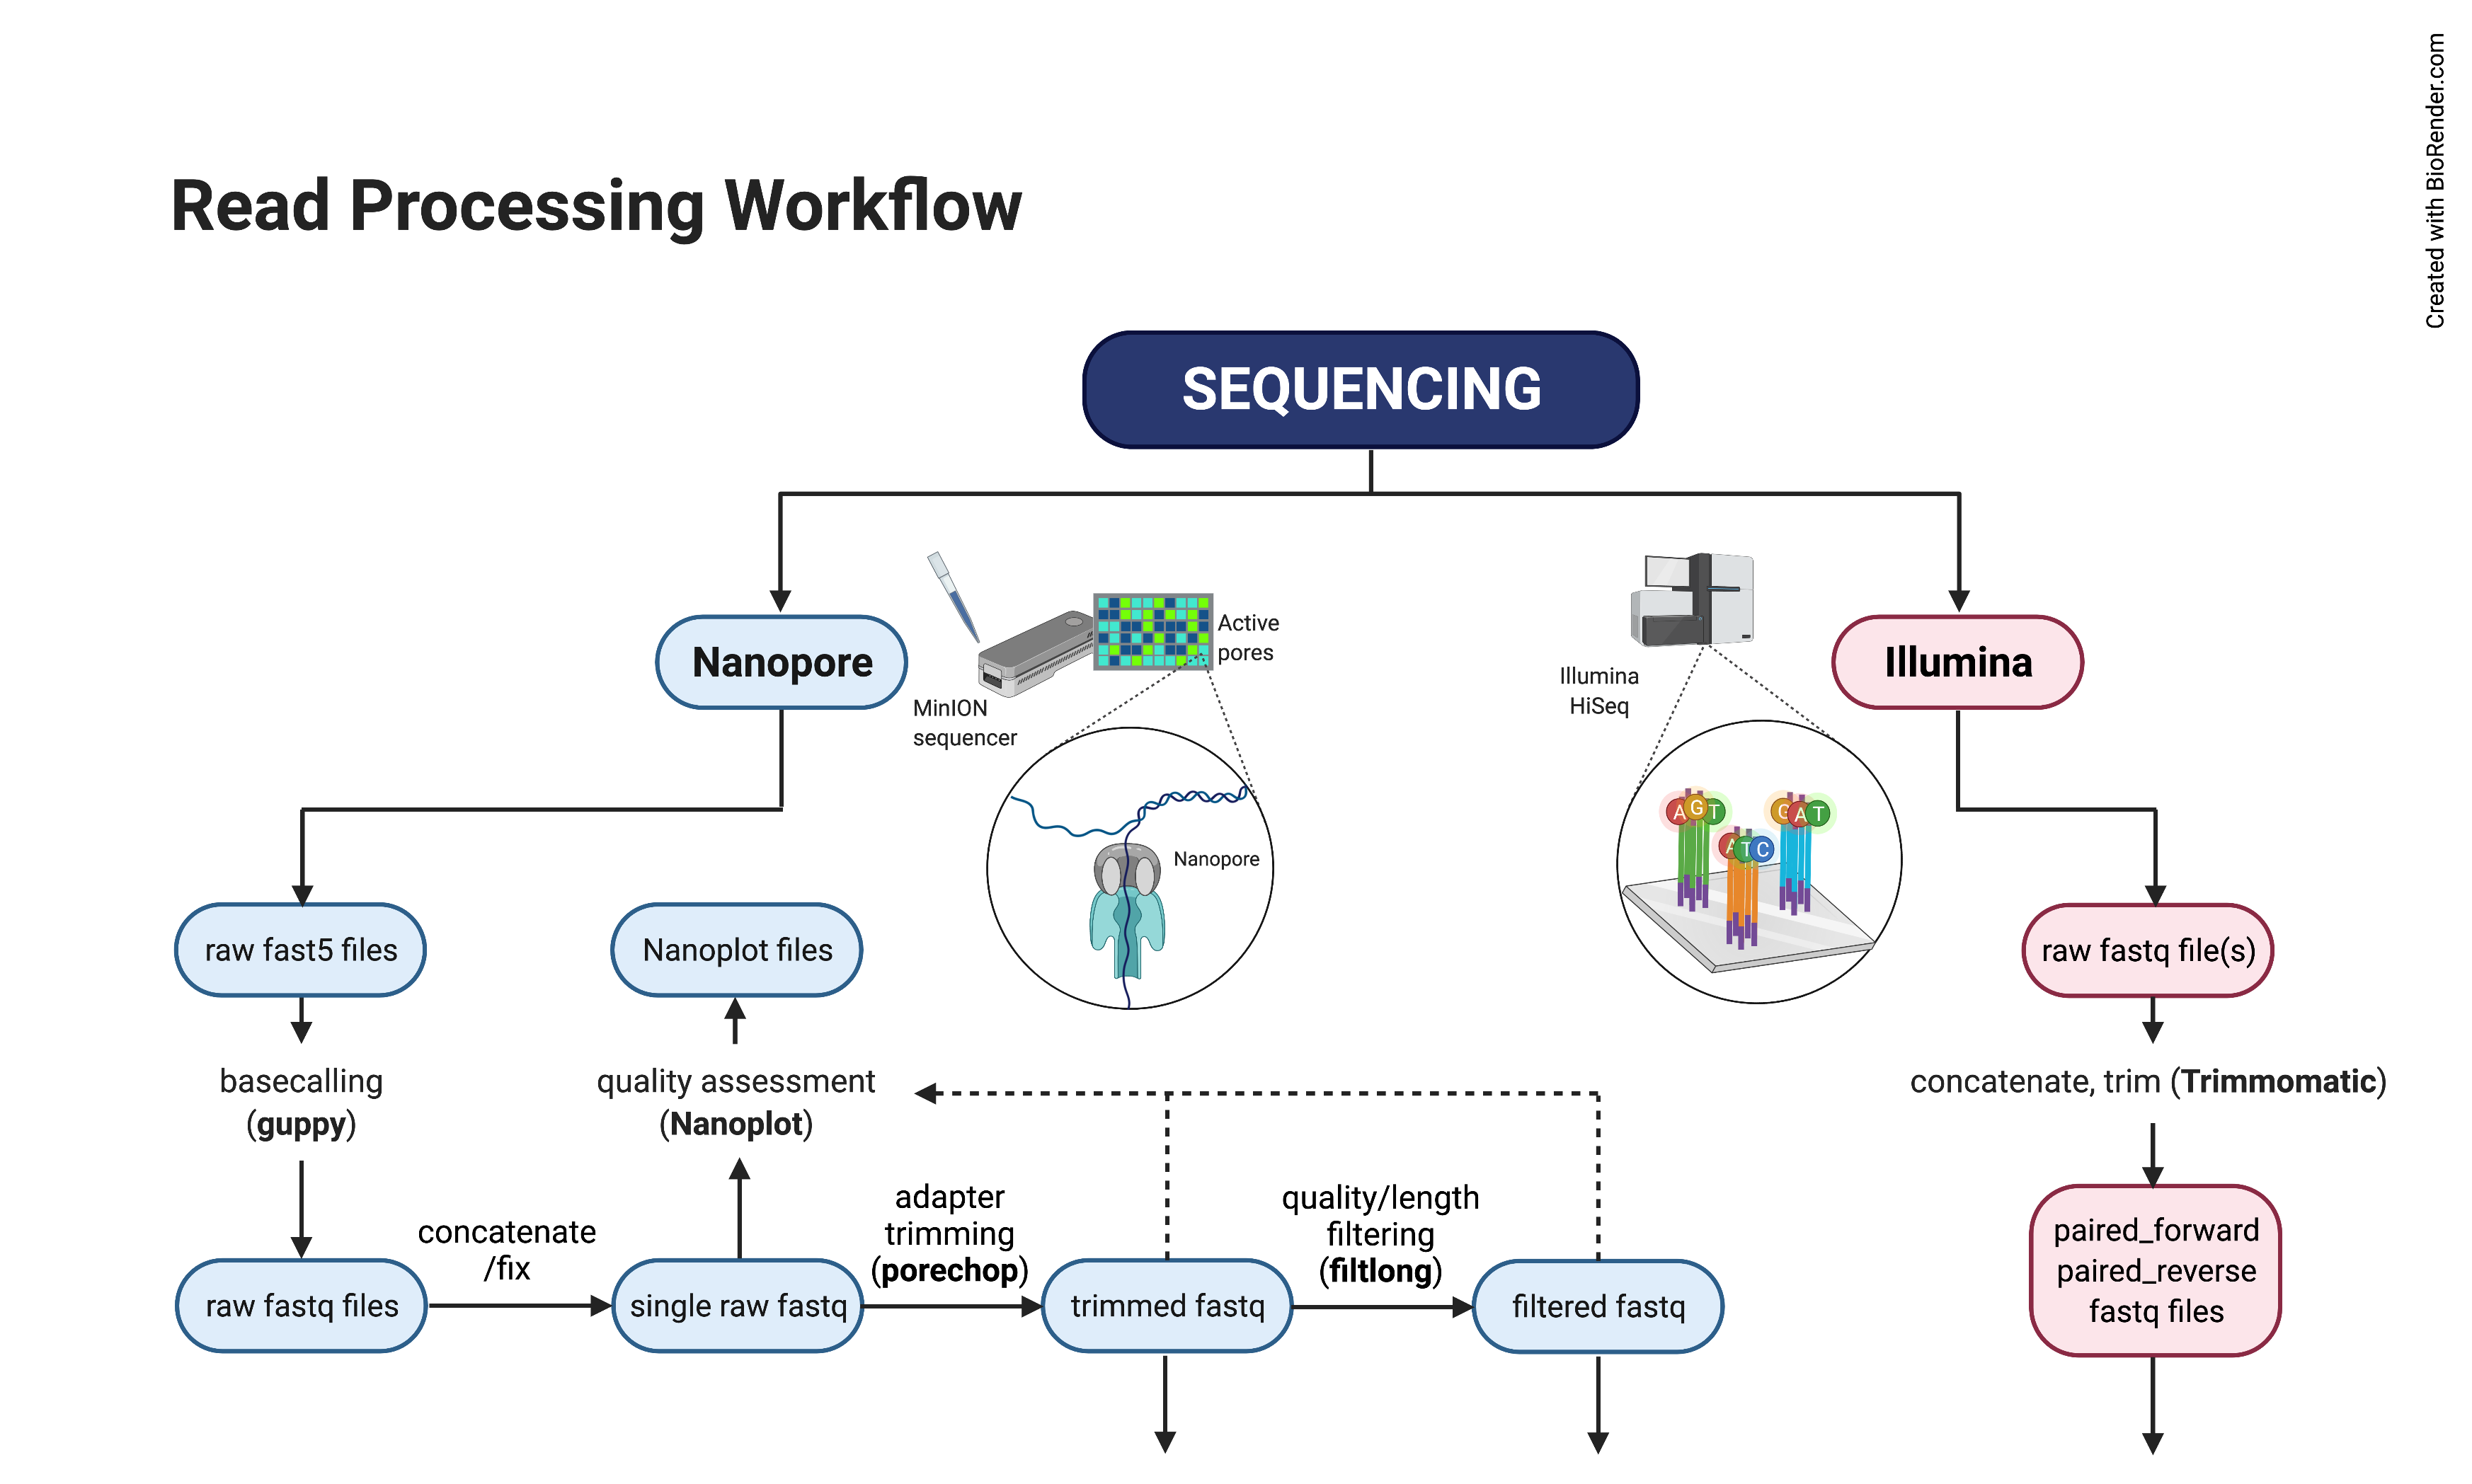 Created with BioRender.com
Read Processing Workflow
SEQUENCING
Nanopore
MinION
sequencer
Active
pores
Nanopore
Illumina
HiSeq
A G T
A T C
G A T
Illumina
raw fast5 files
Nanoplot files
raw fastq file(s)
basecalling
(guppy)
quality assessment
(Nanoplot)
concatenate, trim (Trimmomatic)
concatenate
/fix
adapter
trimming
(porechop)
quality/length
filtering
(filtlong)
raw fastq files
single raw fastq
trimmed fastq
filtered fastq
paired_forward
paired_reverse
fastq files